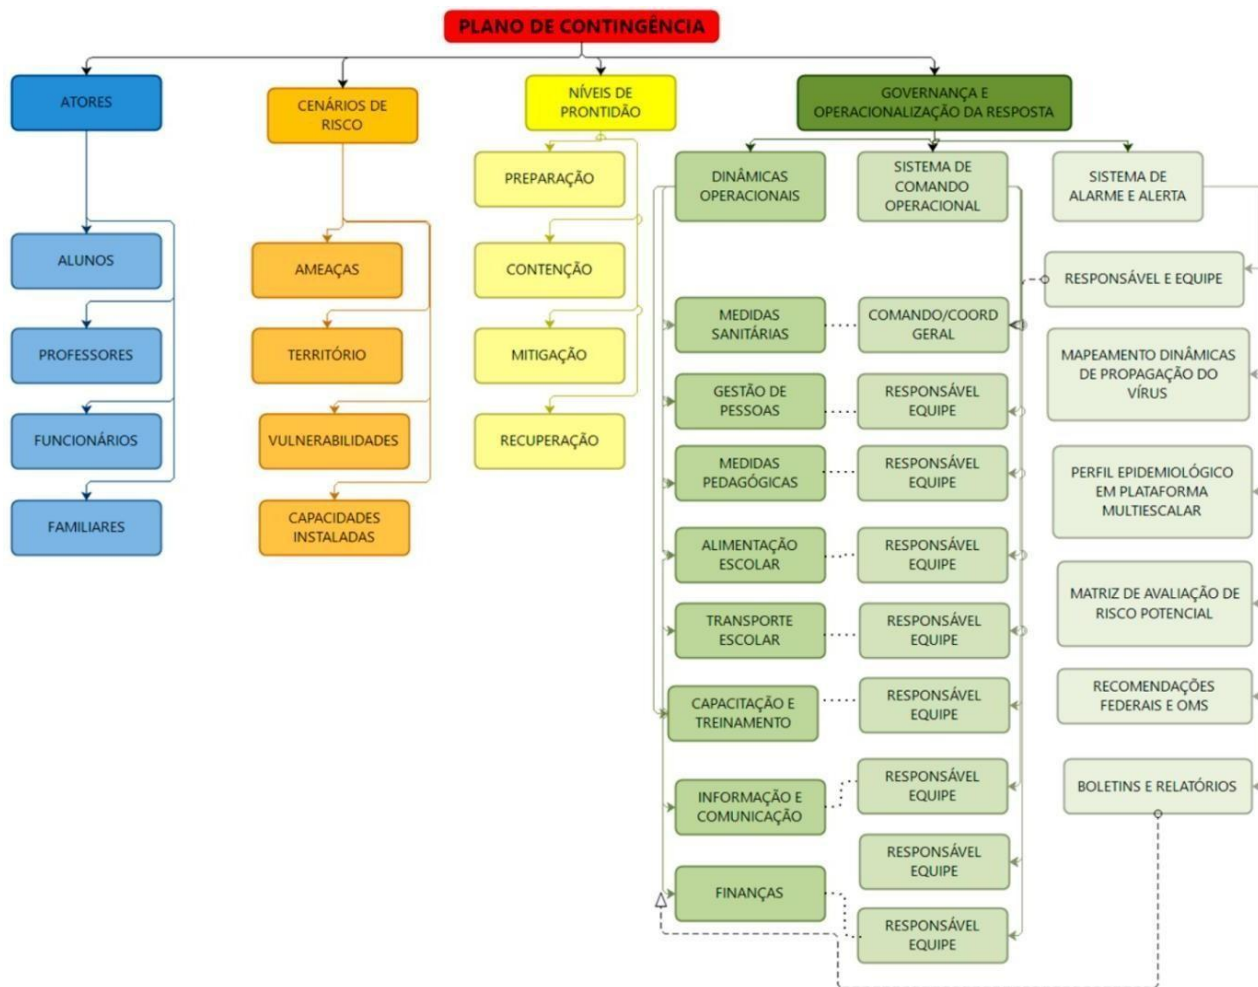 PLANO DE CONTINGÊNCIA
ATORES
ALUNOS
PROFESSORES
FUNCIONÁRIOS
FAMILIARES
CENÁRIOS DE
RISCO
AMEAÇAS
TERRITÓRIO
VULNERABILIDADES
CAPACIDADES
INSTALADAS
NÍVEIS DE
PRONTIDÃO
PREPARAÇÃO
CONTENÇÃO
MITIGAÇÃO
RECUPERAÇÃO
GOVERNANÇA E
OPERACIONALIZAÇÃO DA RESPOSTA
DINÂMICAS
OPERACIONAIS
MEDIDAS
SANITÁRIAS
GESTÃO DE
PESSOAS
MEDIDAS
PEDAGÓGICAS
ALIMENTAÇÃO
ESCOLAR
TRANSPORTE
ESCOLAR
CAPACITAÇÃO E
TREINAMENTO
INFORMAÇÃO E
COMUNICAÇÃO
FINANÇAS
SISTEMA DE
COMANDO
OPERACIONAL
COMANDO/COORD
GERAL
RESPONSÁVEL
EQUIPE
RESPONSÁVEL
EQUIPE
RESPONSÁVEL
EQUIPE
RESPONSÁVEL
EQUIPE
RESPONSÁVEL
EQUIPE
RESPONSÁVEL
EQUIPE
RESPONSÁVEL
EQUIPE
RESPONSÁVEL
EQUIPE
SISTEMA DE
ALARME E ALERTA
RESPONSÁVEL E EQUIPE
MAPEAMENTO DINÂMICAS
DE PROPAGAÇÃO DO
VÍRUS
PERFIL EPIDEMIOLÓGICO
EM PLATAFORMA
MULTIESCALAR
MATRIZ DE AVALIAÇÃO DE
RISCO POTENCIAL
RECOMENDAÇÕES
FEDERAIS E OMS
BOLETINS E RELATÓRIOS